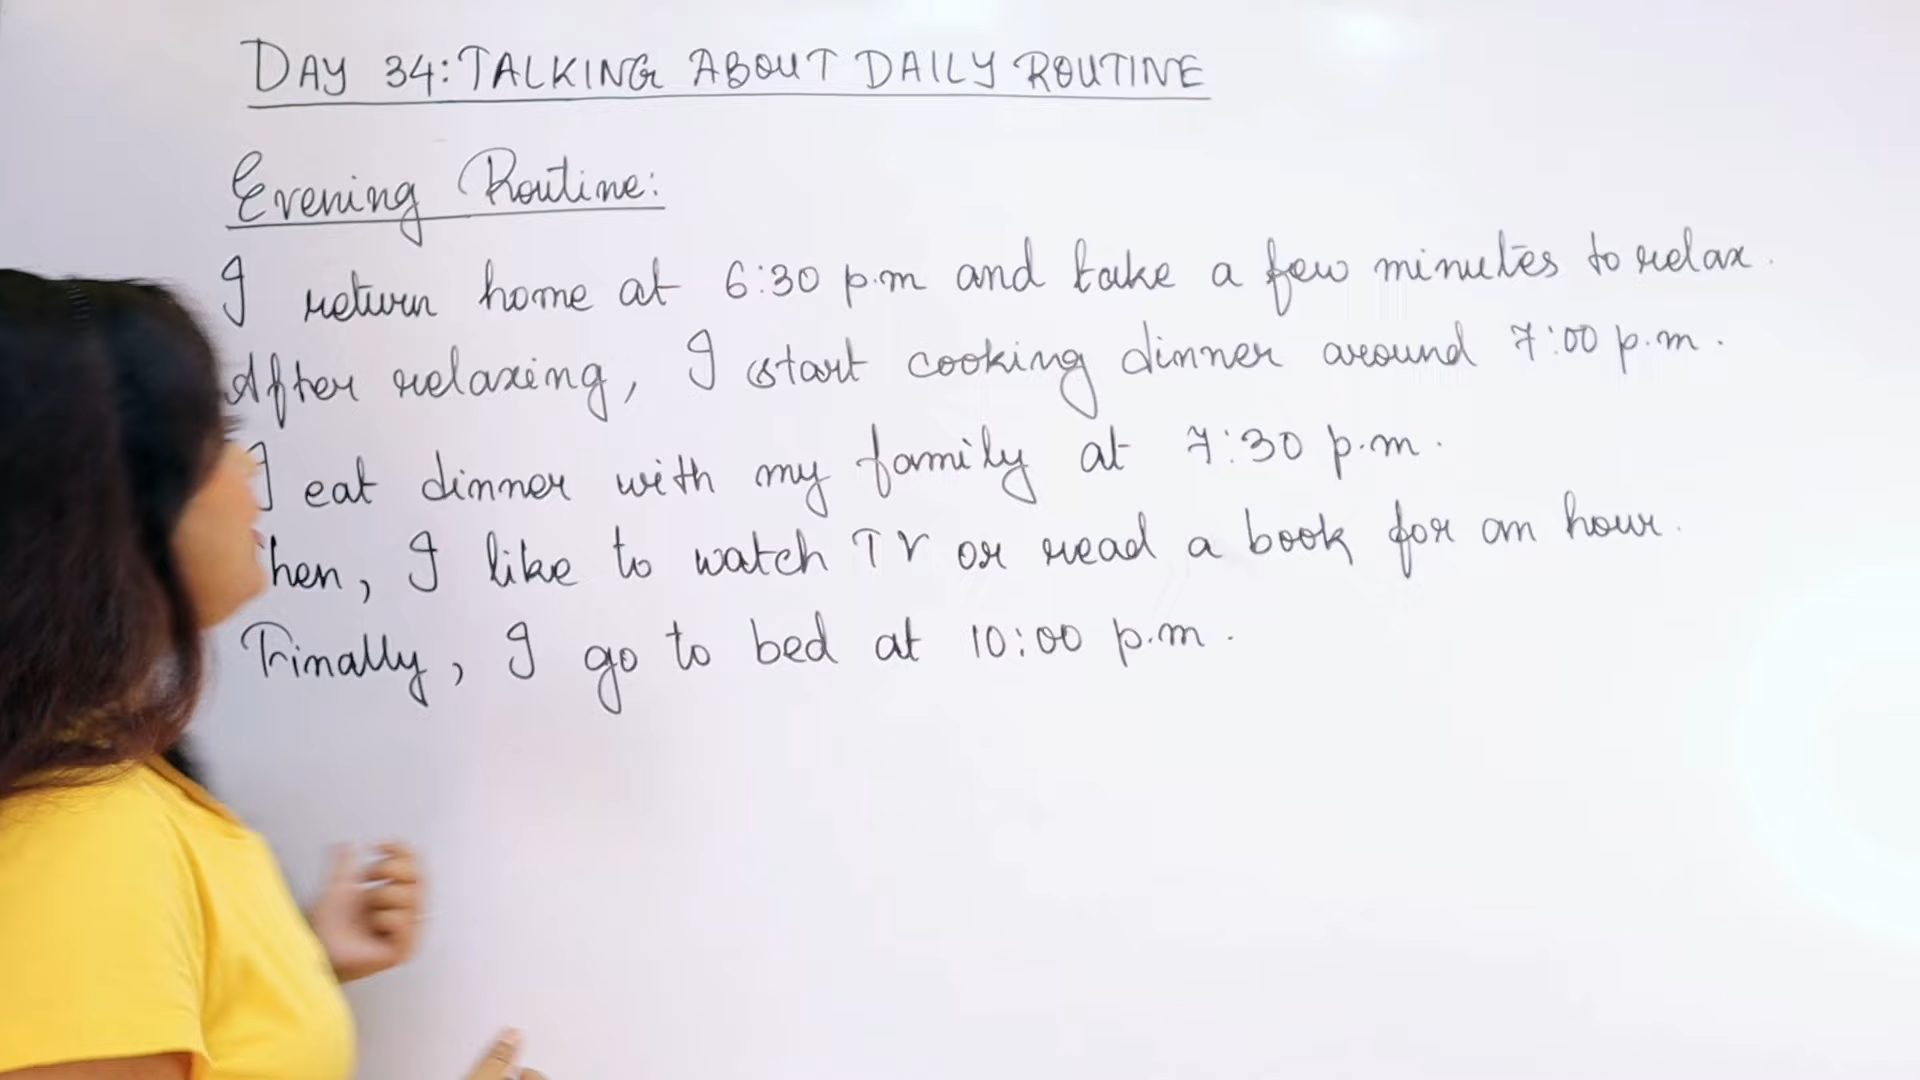 DAY 34: TALKING ABOUT DAILY ROUTINE
Evening Routine:
I return home at 6:30 p.m and take a few minutes to relax.
After relaxing, I start cooking dinner around 7:00 p.m.
I eat dinner with my family at 7:30 p.m.
hen, I like to watch TV or read a book for an hour.
Finally, I go to bed at 10:00 p.m.